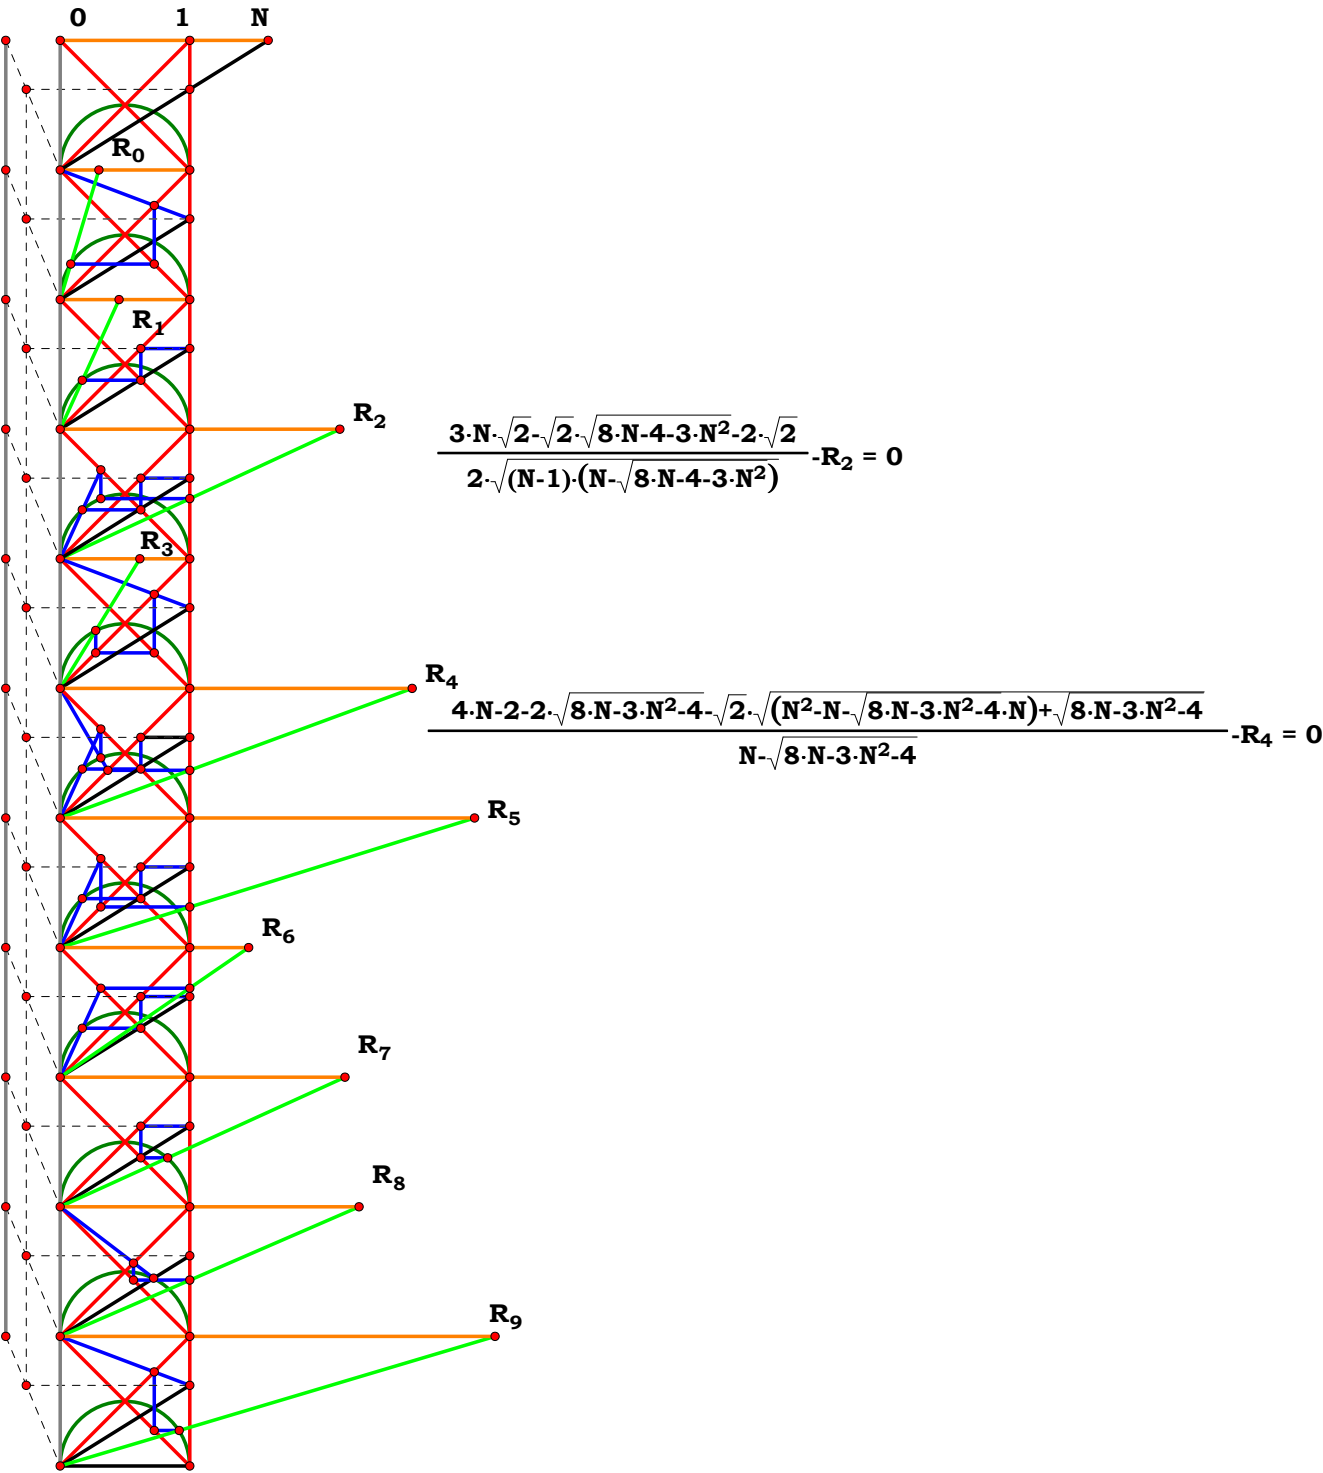 0 1 N
R₀
R₁
R₂
(3·N·√2-√2·√(8·N-4-3·N²)-2·√2)/(2·√((N-1)·(N-√(8·N-4-3·N²))))-R₂ = 0
R₃
R₄
(4·N-2-2·√(8·N-3·N²-4)-√2·√((N²-N-√(8·N-3·N²-4)·N)+√(8·N-3·N²-4)))/(N-√(8·N-3·N²-4))-R₄ = 0
R₅
R₆
R₇
R₈
R₉